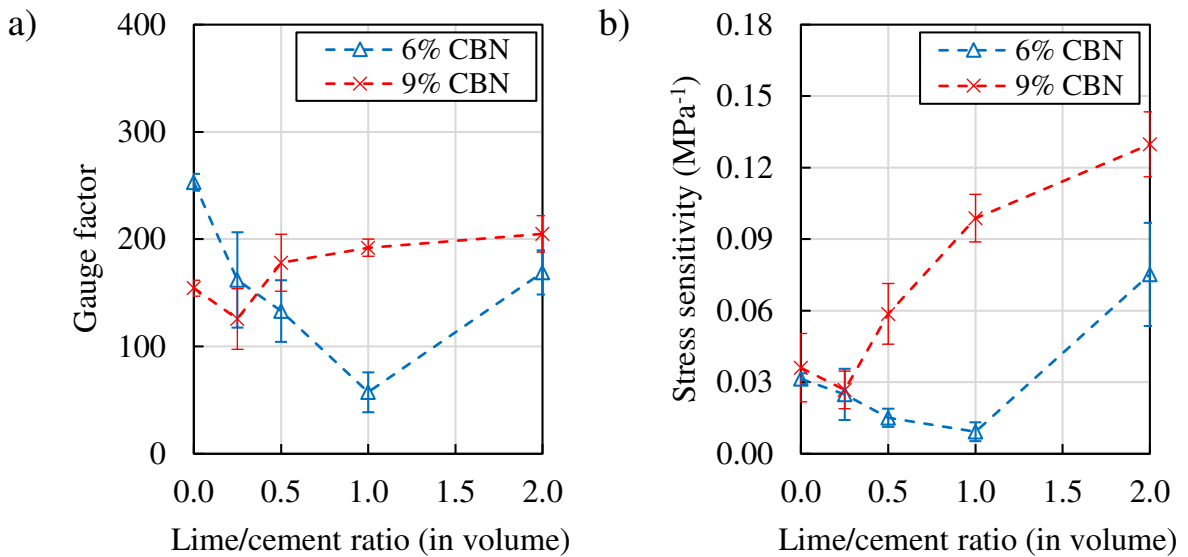 a)
400
300
200
100
0
Gauge factor
6% CBN
9% CBN
0.0 0.5 1.0 1.5 2.0
Lime/cement ratio (in volume)
b)
0.18
0.15
0.12
0.09
0.06
0.03
0.00
Stress sensitivity (MPa⁻¹)
6% CBN
9% CBN
0.0 0.5 1.0 1.5 2.0
Lime/cement ratio (in volume)